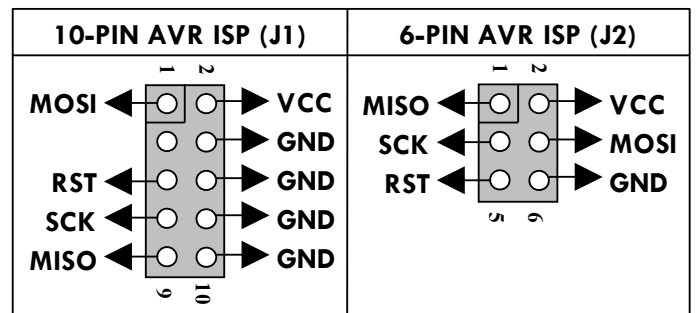 10-PIN AVR ISP (J1) 6-PIN AVR ISP (J2)
1 2 1 2
MOSI VCC MISO VCC
GND SCK MOSI
RST GND RST GND
SCK GND 5 6
MISO GND
9 10